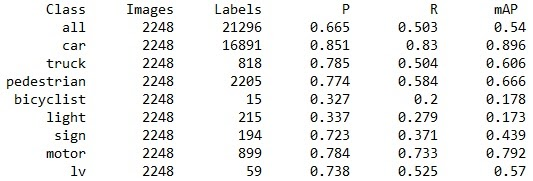 Class Images Labels P R mAP
all 2248 21296 0.665 0.503 0.54
car 2248 16891 0.851 0.83 0.896
truck 2248 818 0.785 0.504 0.606
pedestrian 2248 2205 0.774 0.584 0.666
bicyclist 2248 15 0.327 0.2 0.178
light 2248 215 0.337 0.279 0.173
sign 2248 194 0.723 0.371 0.439
motor 2248 899 0.784 0.733 0.792
lv 2248 59 0.738 0.525 0.57